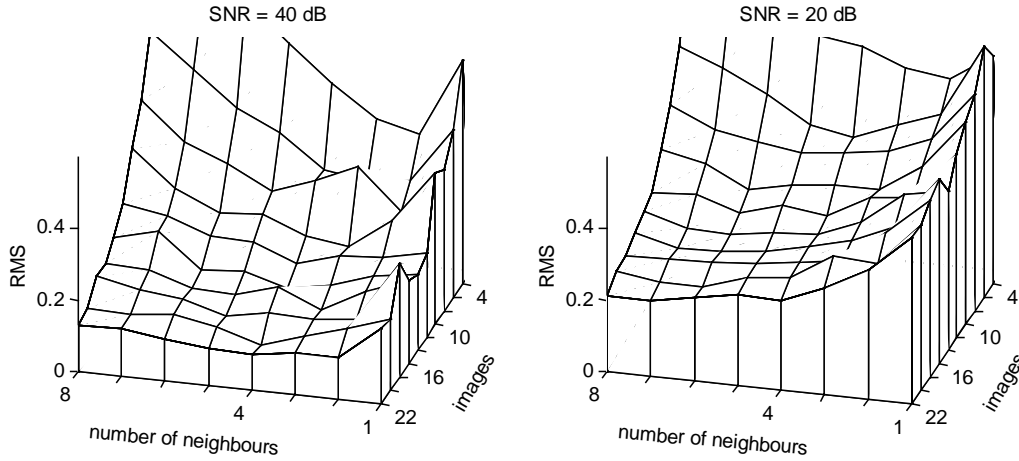 SNR = 40 dB
RMS
0.4
0.2
0
8
4
1
number of neighbours
4
10
16
22
images
SNR = 20 dB
RMS
0.4
0.2
0
8
4
1
number of neighbours
4
10
16
22
images